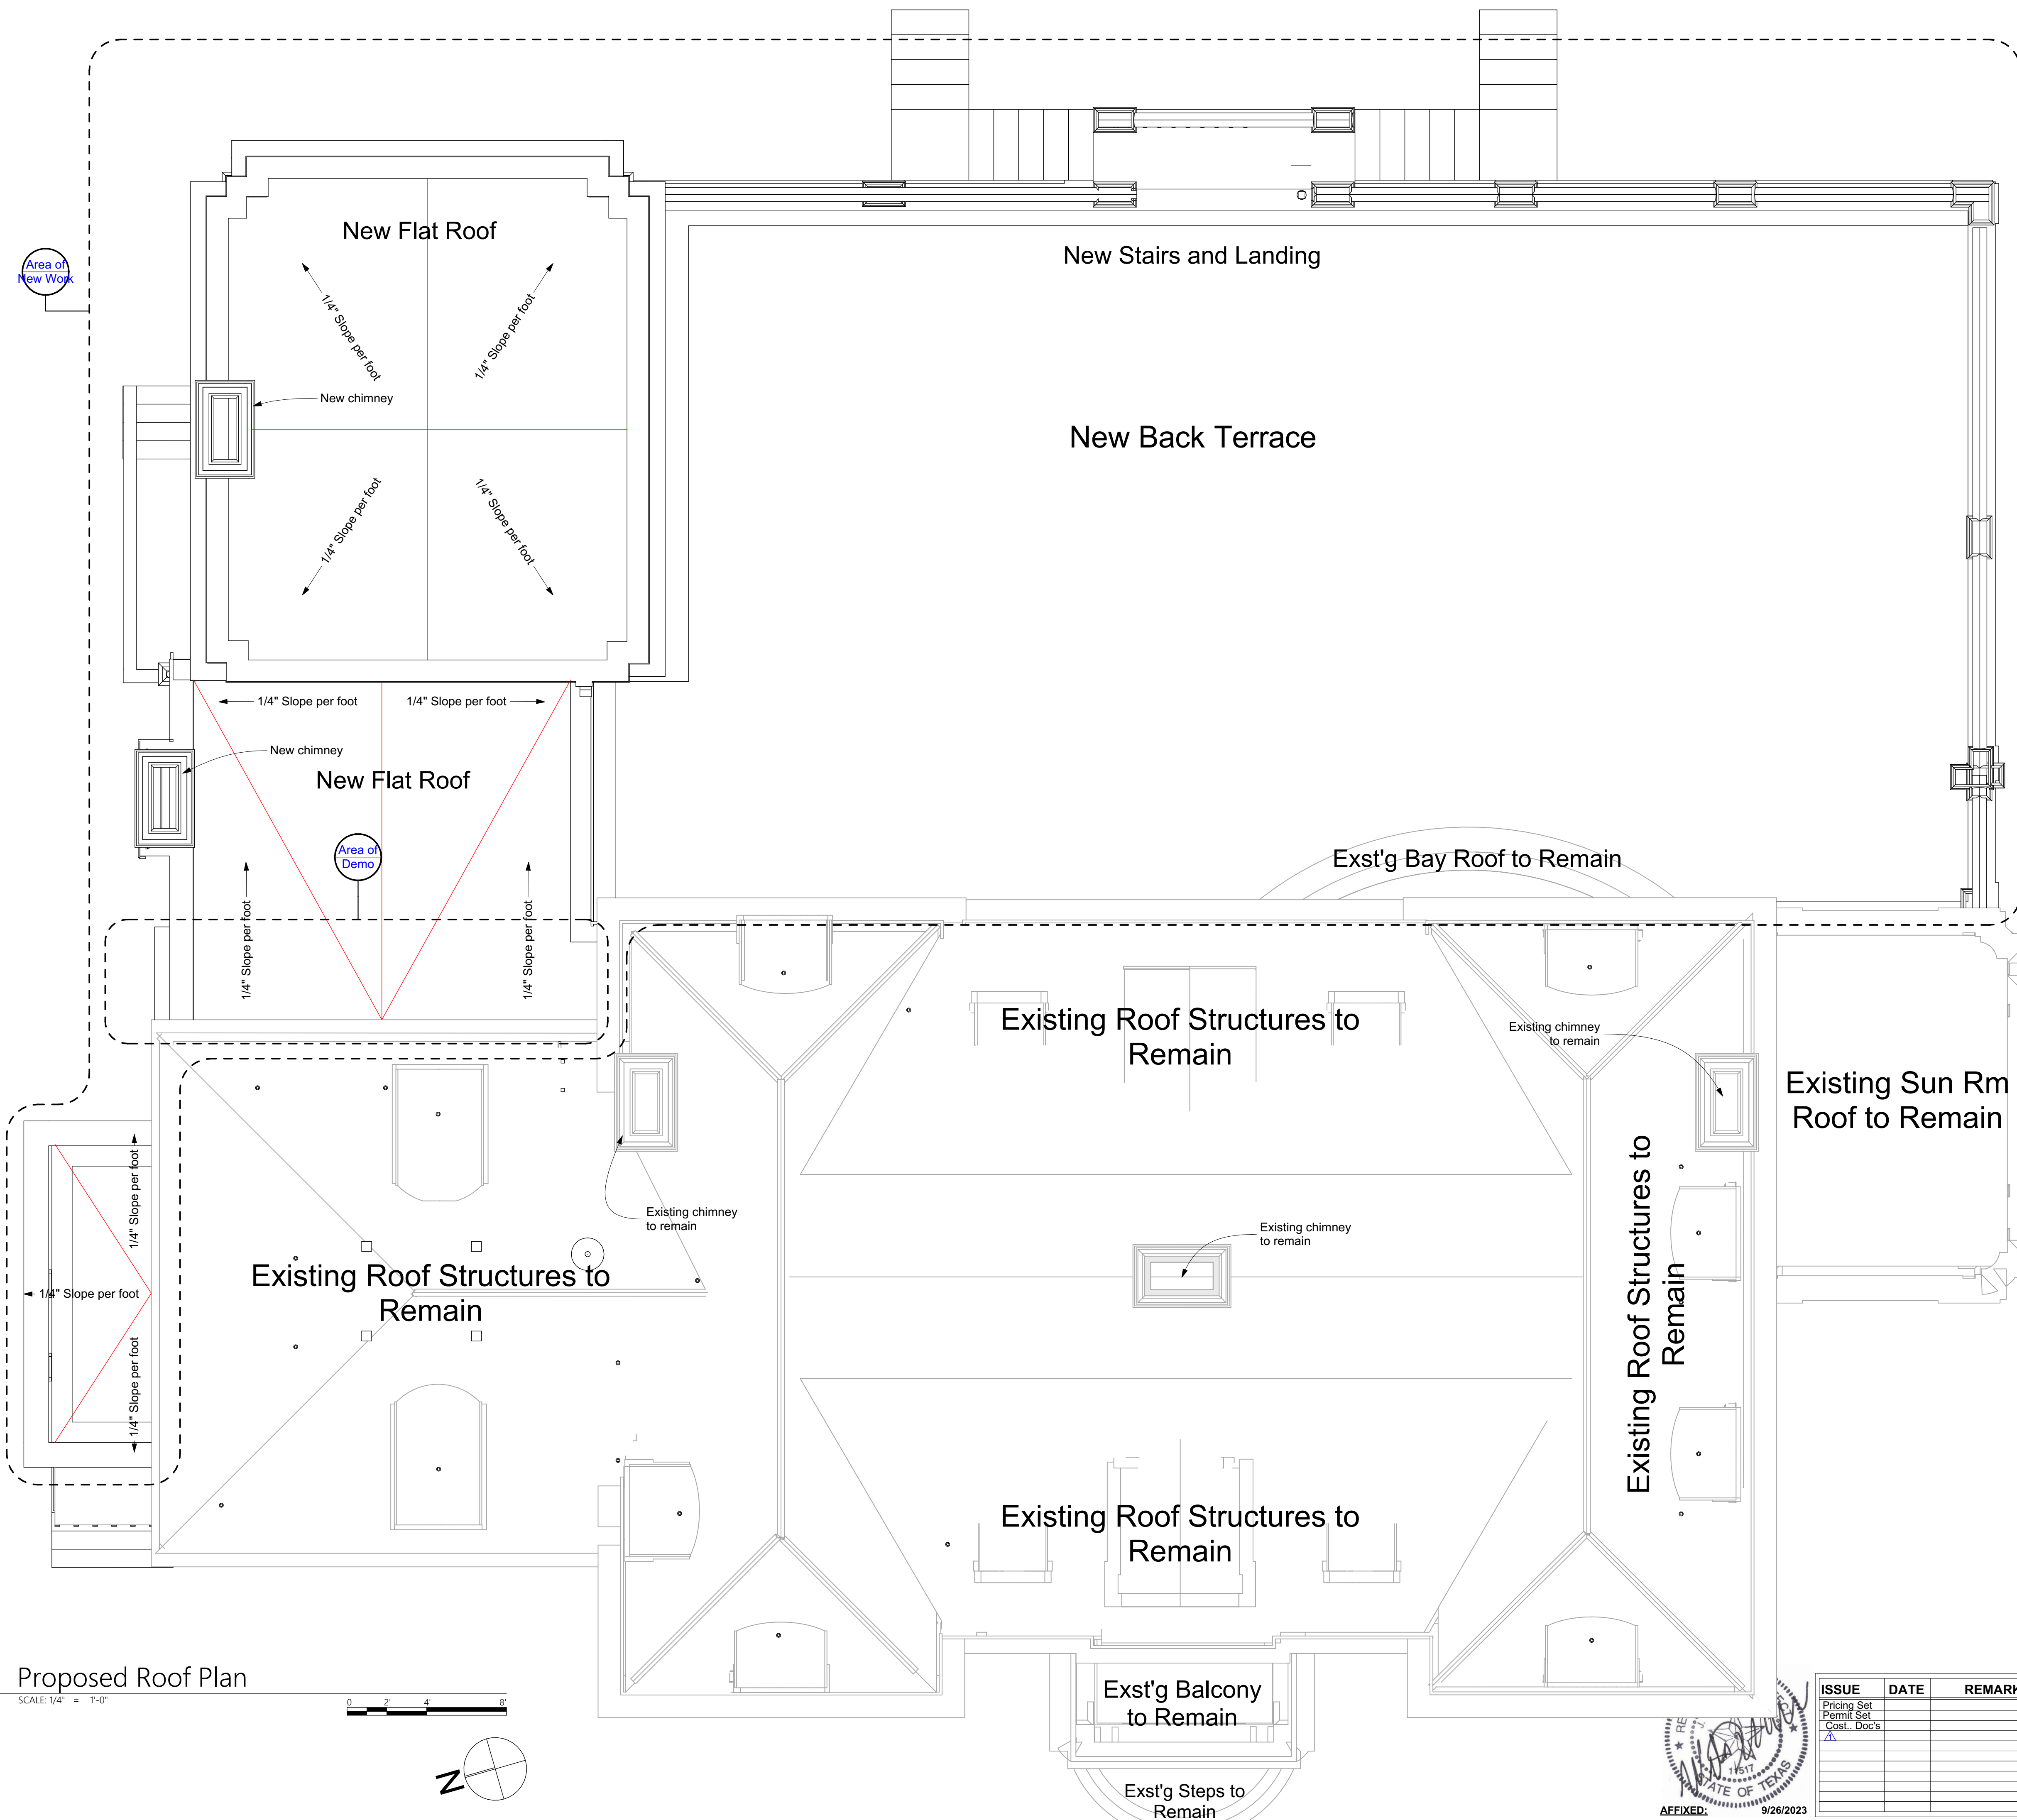 New Flat Roof
Area of
New Work
1/4" Slope per foot
1/4" Slope per foot
New chimney
1/4" Slope per foot
1/4" Slope per foot
New Stairs and Landing
New Back Terrace
1/4" Slope per foot
1/4" Slope per foot
New chimney
New Flat Roof
Area of
Demo
1/4" Slope per foot
1/4" Slope per foot
Exst'g Bay Roof to Remain
Existing Roof Structures to
Remain
Existing chimney
to remain
Existing Sun Rm
Roof to Remain
1/4" Slope per foot
1/4" Slope per foot
1/4" Slope per foot
Existing Roof Structures to
Remain
Existing chimney
to remain
Existing chimney
to remain
Existing Roof Structures to
Remain
Existing Roof Structures to
Remain
Exst'g Balcony
to Remain
Exst'g Steps to
Remain
Proposed Roof Plan
SCALE: 1/4" = 1'-0"
0 2' 4' 8'
N
STATE OF TEXAS
11517
AFFIXED: 9/26/2023
ISSUE DATE REMARK
Pricing Set
Permit Set
Cost.. Doc's
1